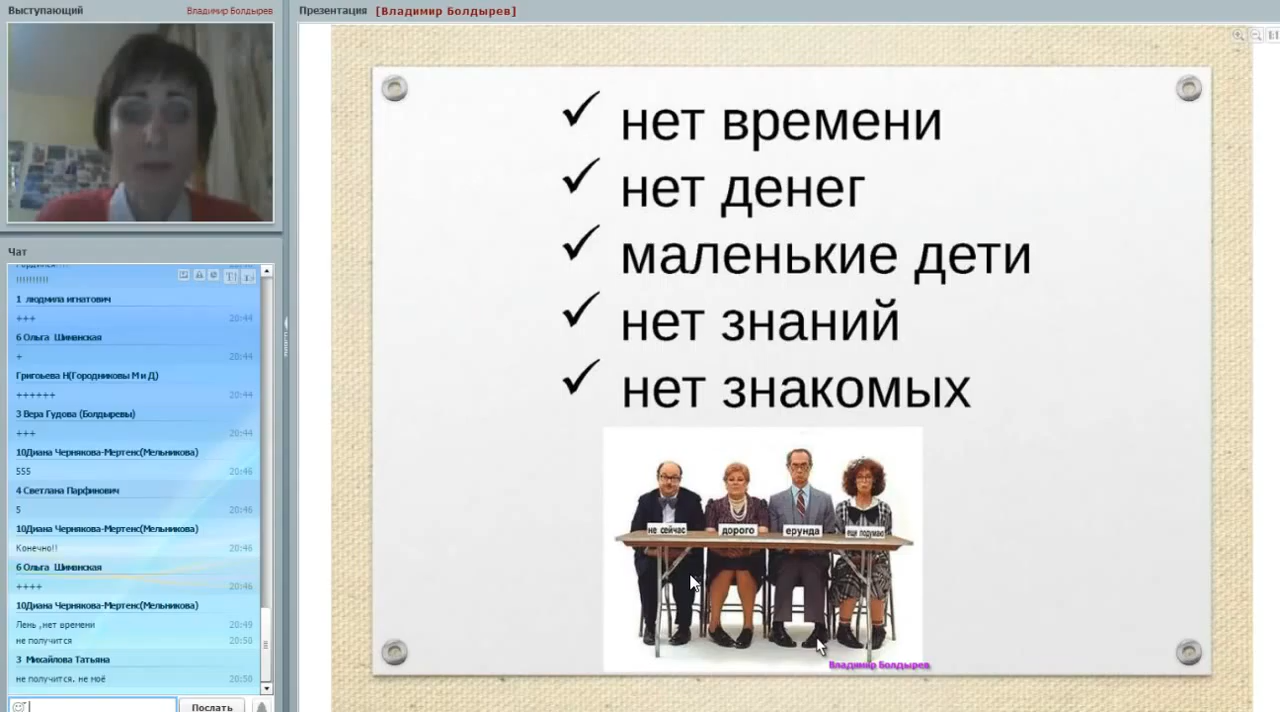 Выступающий
Владимир Болдырев
Презентация [Владимир Болдырев]
нет времени
нет денег
маленькие дети
нет знаний
нет знакомых
не сейчас
дорого
ерунда
еще подумаю
Владимир Болдырев
Чат
!!!!!!!!!!
1 людмила игнатович
+++ 20:44
6 Ольга Шиманская
+ 20:44
Григоьева Н(Городниковы М и Д)
++++++ 20:44
3 Вера Гудова (Болдыревы)
+++ 20:44
10Диана Чернякова-Мертенс(Мельникова)
555 20:46
4 Светлана Парфинович
5 20:46
10Диана Чернякова-Мертенс(Мельникова)
Конечно!! 20:46
6 Ольга Шиманская
++++ 20:46
10Диана Чернякова-Мертенс(Мельникова)
Лень ,нет времени 20:49
не получится 20:50
3 Михайлова Татьяна
не получится. не моё 20:50
Послать